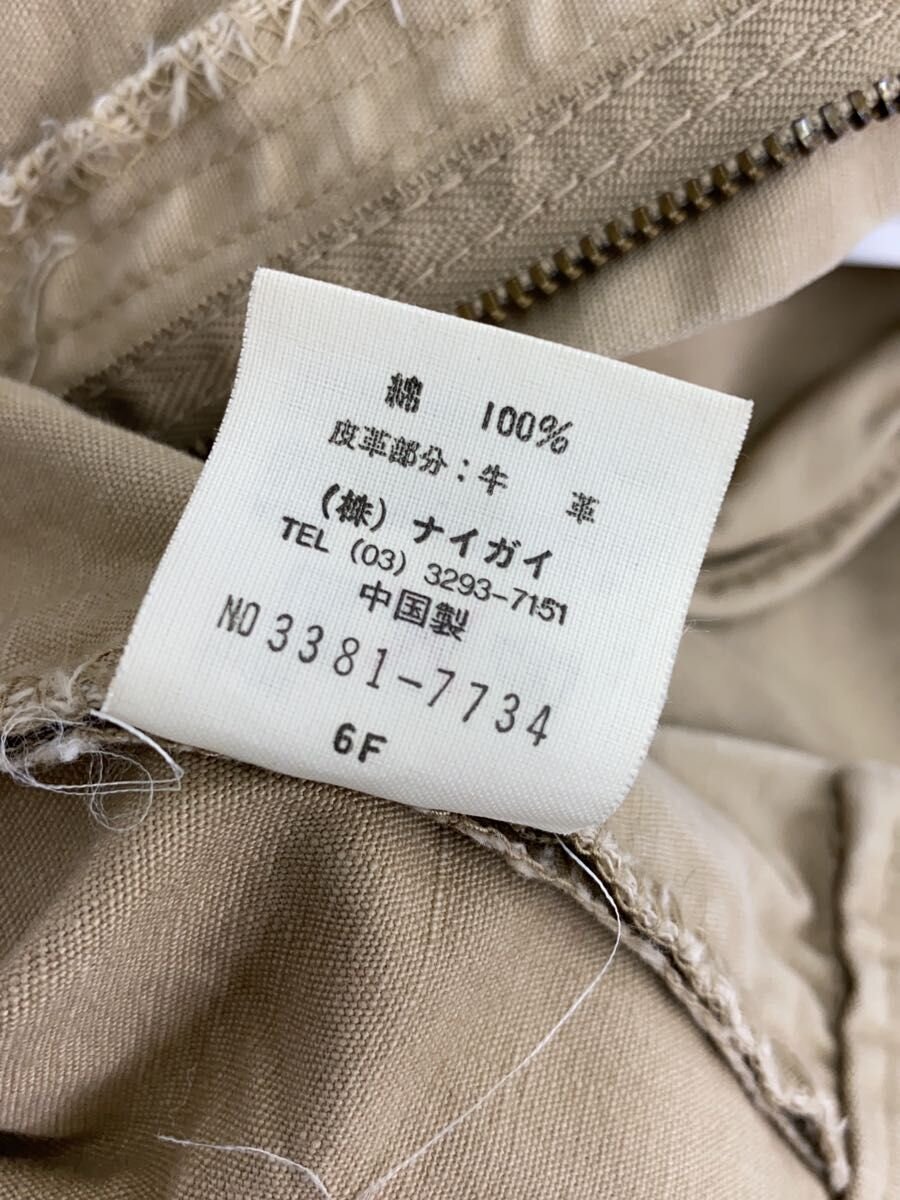 綿 100%
皮革部分:牛 革
(株) ナイガイ
TEL (03) 3293-7151
中国製
NO 3381-7734
6F